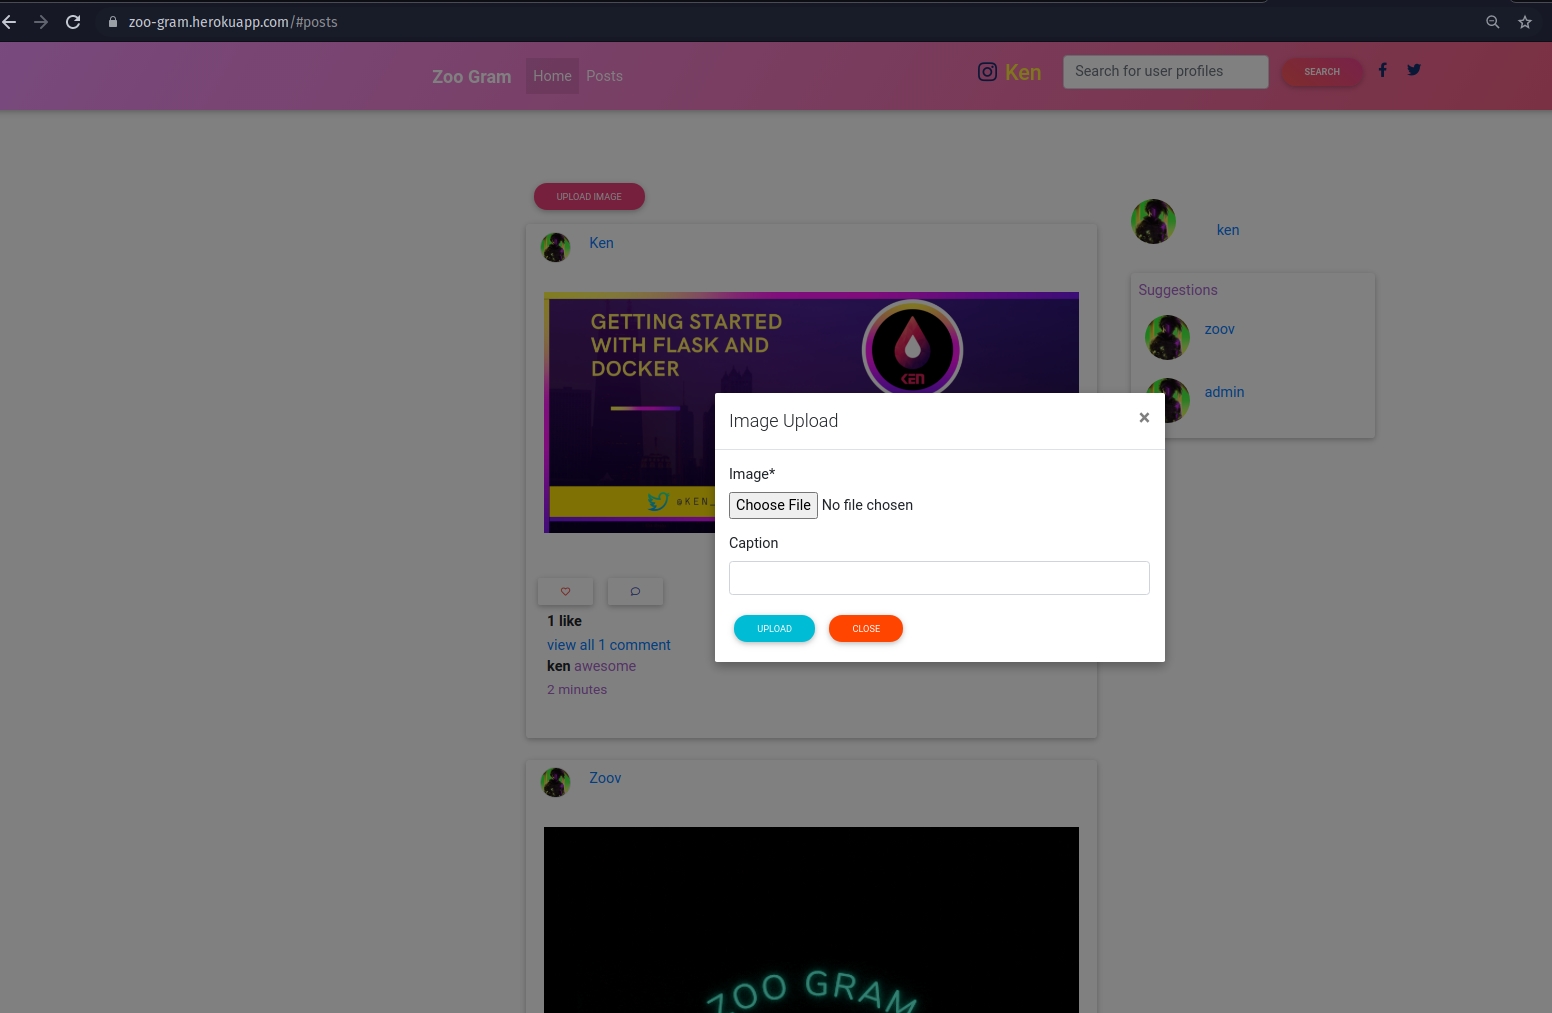 zoo-gram.herokuapp.com/#posts
Zoo Gram
Home
Posts
Ken
Search for user profiles
SEARCH
UPLOAD IMAGE
Ken
GETTING STARTED
WITH FLASK AND
DOCKER
KEN
@KEN_
1 like
view all 1 comment
ken awesome
2 minutes
ken
Suggestions
zoov
admin
Image Upload
×
Image*
Choose File No file chosen
Caption
UPLOAD
CLOSE
Zoov
ZOO GRAM